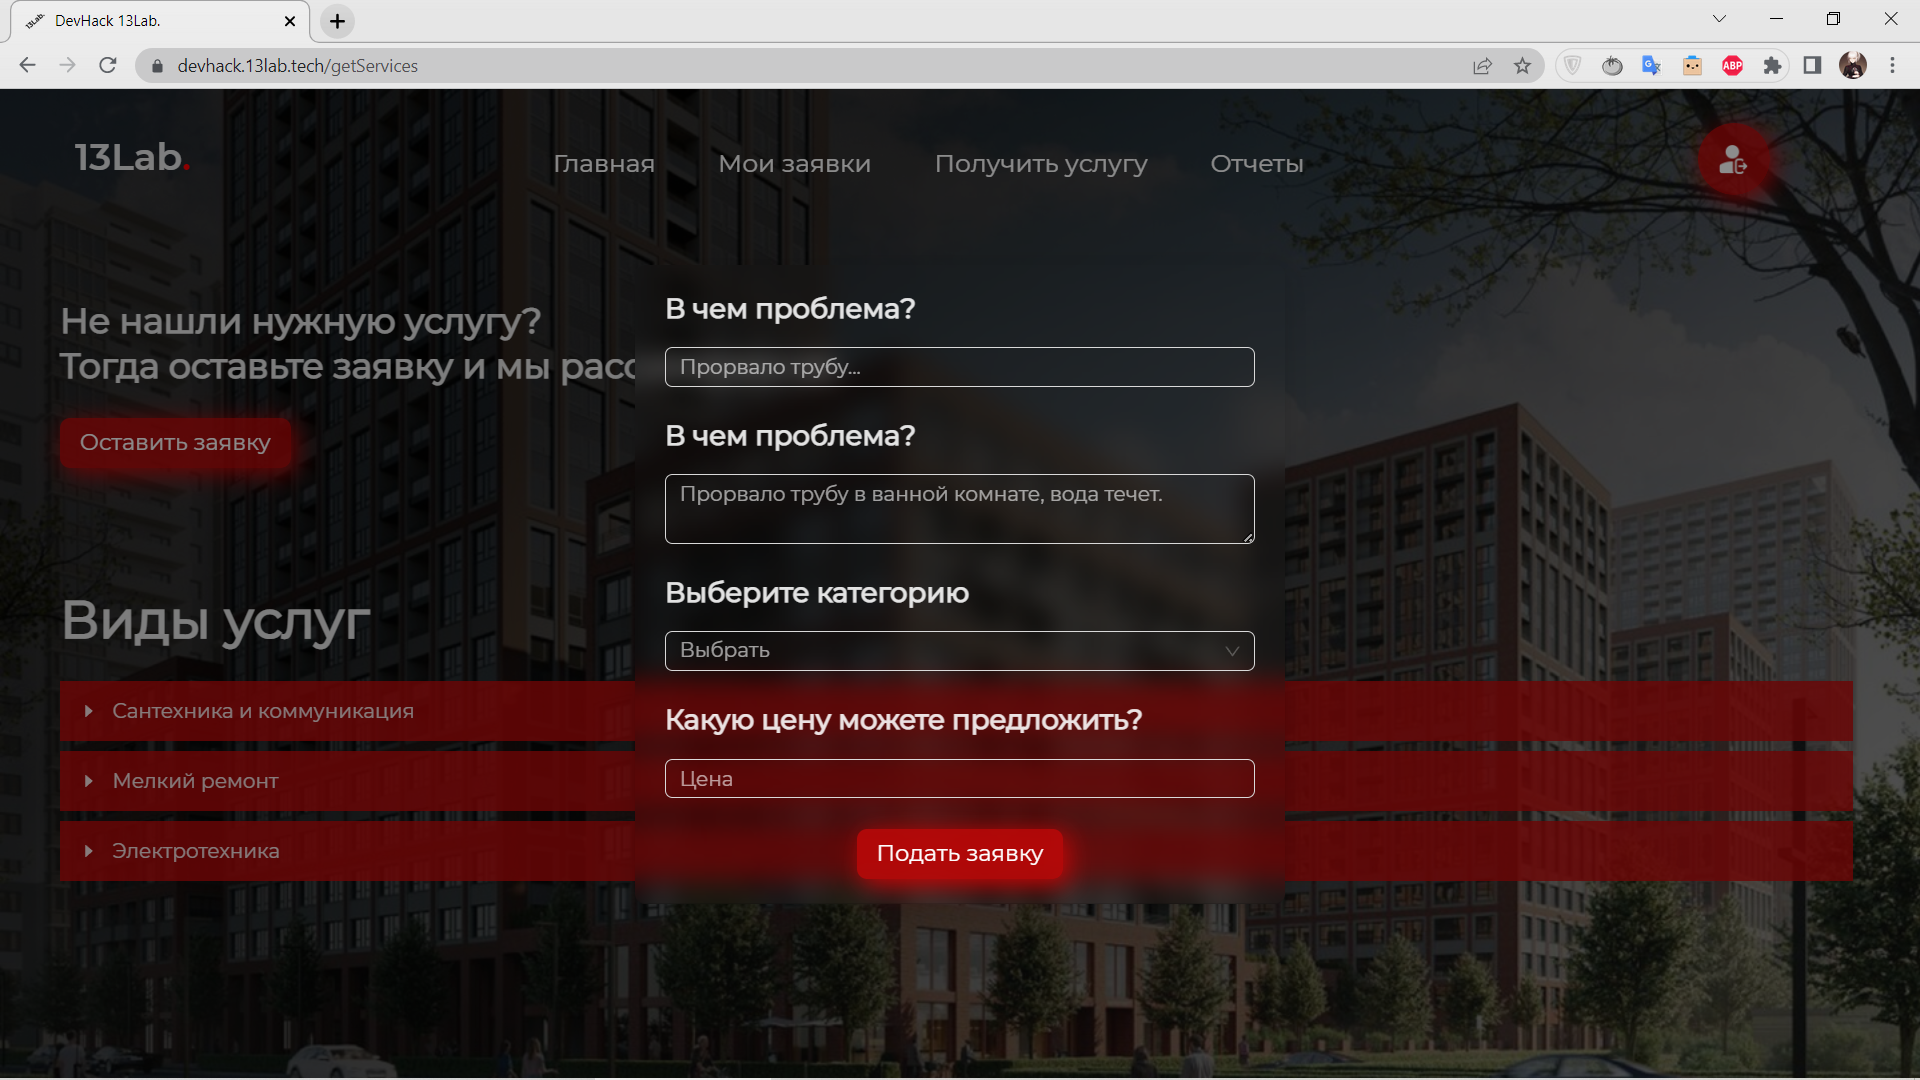 DevHack 13Lab.
devhack.13lab.tech/getServices
ABP
13Lab.
Главная
Мои заявки
Получить услугу
Отчеты
Не нашли нужную услугу?
Тогда оставьте заявку и мы расс
Оставить заявку
Виды услуг
Сантехника и коммуникация
Мелкий ремонт
Электротехника
В чем проблема?
Прорвало трубу...
В чем проблема?
Прорвало трубу в ванной комнате, вода течет.
Выберите категорию
Выбрать
Какую цену можете предложить?
Цена
Подать заявку